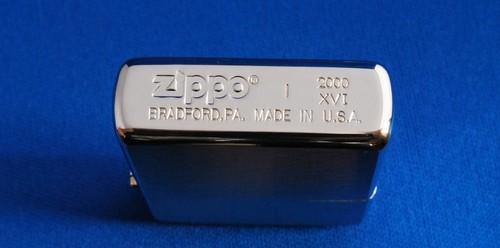 zippo® I 2000
XVI
BRADFORD,PA. MADE IN U.S.A.